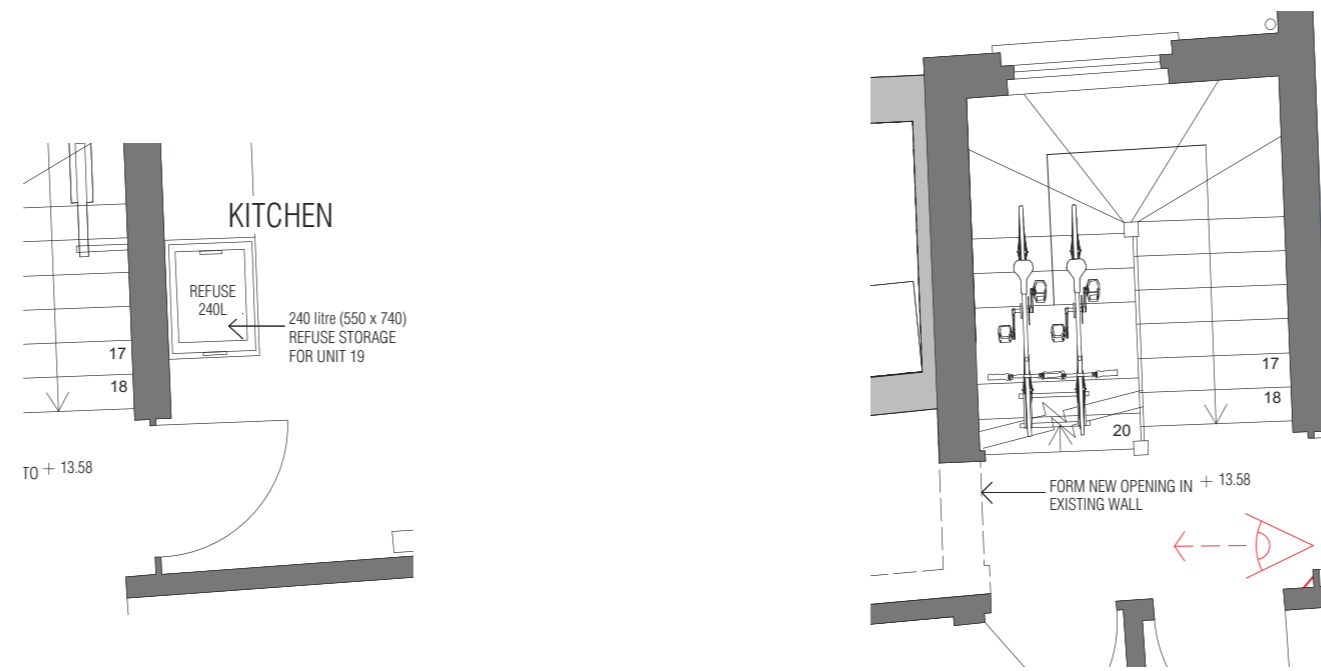 KITCHEN
REFUSE
240L
240 litre (550 x 740)
REFUSE STORAGE
FOR UNIT 19
17
18
TO + 13.58
17
18
20
FORM NEW OPENING IN
EXISTING WALL
+ 13.58